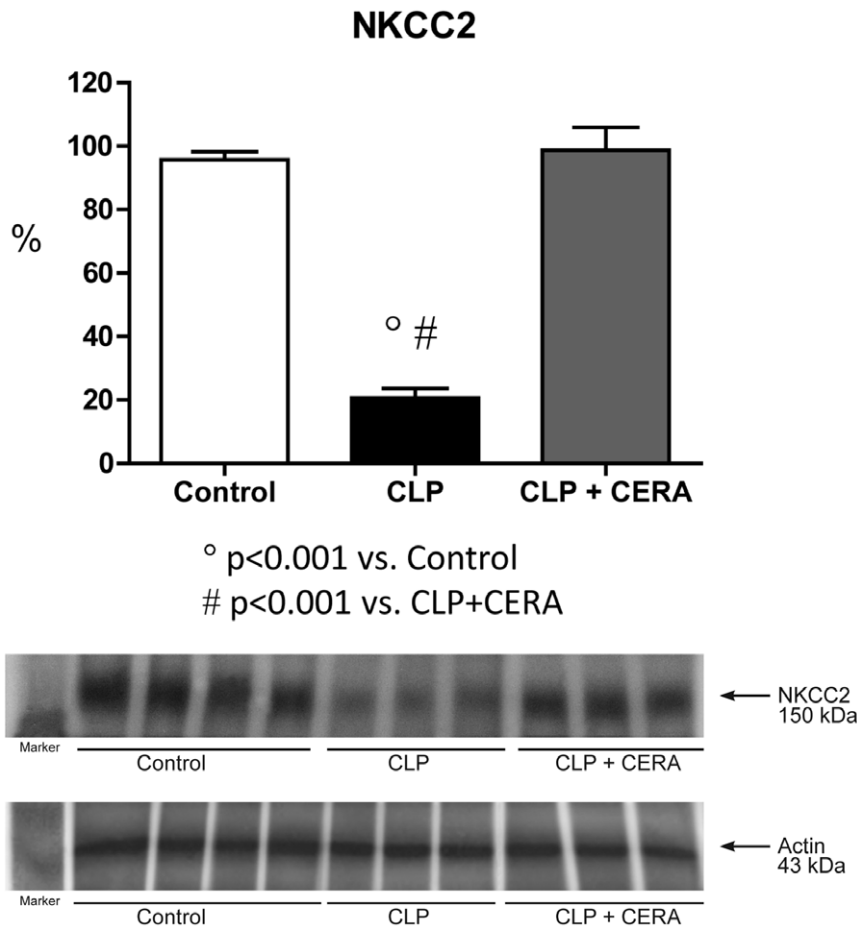 NKCC2
120
100
80
60
40
20
0
%
° #
Control CLP CLP + CERA
° p<0.001 vs. Control
# p<0.001 vs. CLP+CERA
NKCC2
150 kDa
Marker
Control CLP CLP + CERA
Actin
43 kDa
Marker
Control CLP CLP + CERA